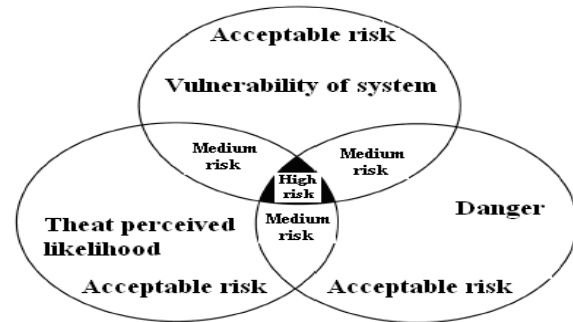 Acceptable risk
Vulnerability of system
Medium
risk
Medium
risk
High
risk
Medium
risk
Danger
Theat perceived
likelihood
Acceptable risk
Acceptable risk